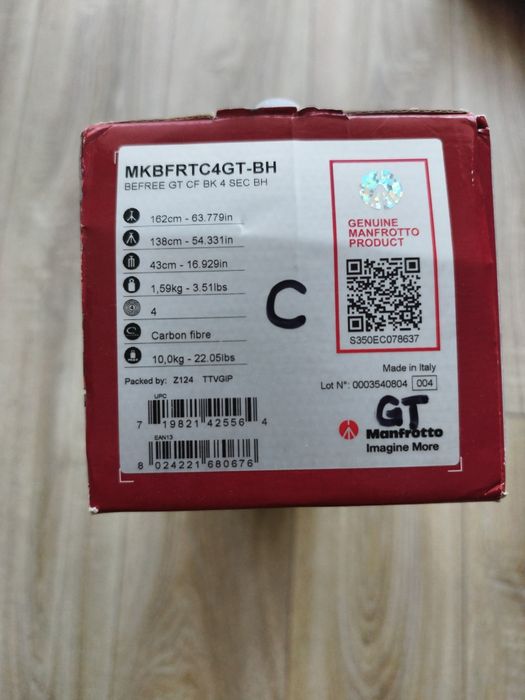 MKBFRTC4GT-BH
BEFREE GT CF BK 4 SEC BH
162cm - 63.779in
138cm - 54.331in
43cm - 16.929in
1,59kg - 3.51lbs
4
Carbon fibre
10,0kg - 22.05lbs
Packed by: Z124 TTVGIP
UPC
7 19821 42556 4
EAN13
8 024221 680676
C
GENUINE
MANFROTTO
PRODUCT
S350EC078637
Made in Italy
Lot N°: 0003540804 004
GT
Manfrotto
Imagine More